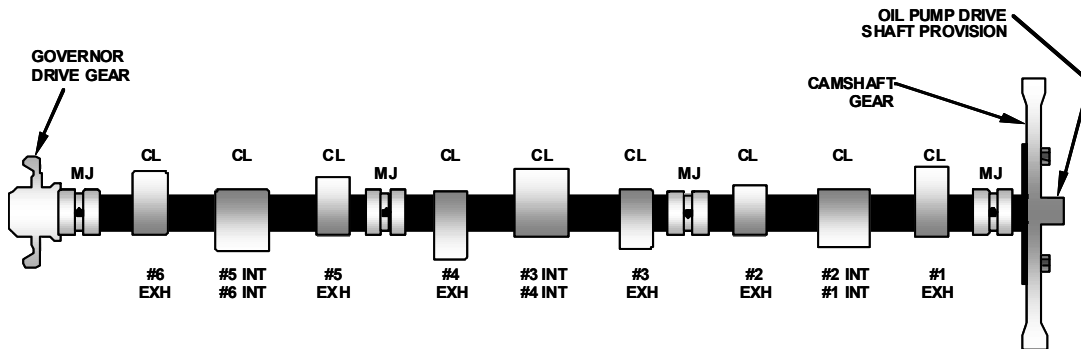 OIL PUMP DRIVE
SHAFT PROVISION
GOVERNOR
DRIVE GEAR
CAMSHAFT
GEAR
MJ
CL
CL
CL
MJ
CL
CL
CL
MJ
CL
CL
CL
MJ
#6
EXH
#5 INT
#6 INT
#5
EXH
#4
EXH
#3 INT
#4 INT
#3
EXH
#2
EXH
#2 INT
#1 INT
#1
EXH